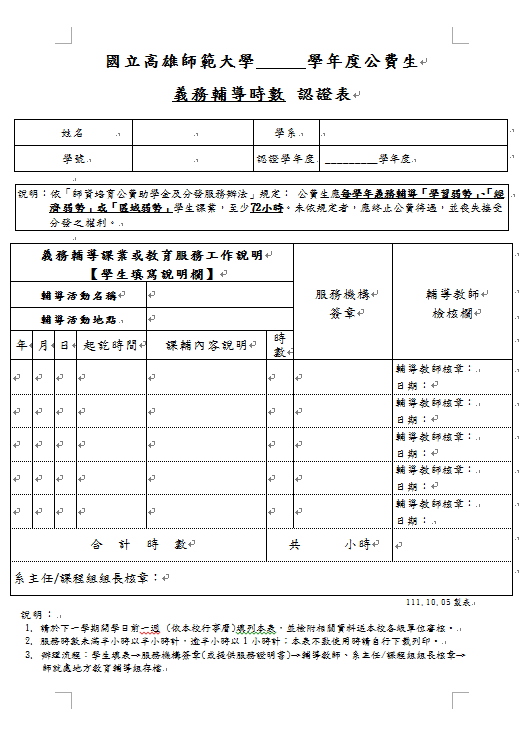 國立高雄師範大學______學年度公費生
義務輔導時數 認證表
姓名 學系
學號 認證學年度 _________學年度
說明：依「師資培育公費助學金及分發服務辦法」規定： 公費生應每學年義務輔導「學習弱勢」、「經
濟弱勢」或「區域弱勢」學生課業，至少72小時。未依規定者，應終止公費待遇，並喪失接受
分發之權利。
義務輔導課業或教育服務工作說明
【學生填寫說明欄】
服務機構
簽章
輔導教師
檢核欄
輔導活動名稱
輔導活動地點
年 月 日 起訖時間 課輔內容說明 時數
輔導教師核章：
日期：
輔導教師核章：
日期：
輔導教師核章：
日期：
輔導教師核章：
日期：
輔導教師核章：
日期：
合 計 時 數 共 小時
系主任/課程組組長核章：
111.10.05 製表
說明：
1. 請於下一學期開學日前一週 (依本校行事曆)填列本表，並檢附相關資料送本校各級單位審核。
2. 服務時數未滿半小時以半小時計，逾半小時以 1 小時計；本表不敷使用時請自行下載列印。
3. 辦理流程：學生填表→服務機構簽章(或提供服務證明書)→輔導教師、系主任/課程組組長核章→
師就處地方教育輔導組存檔